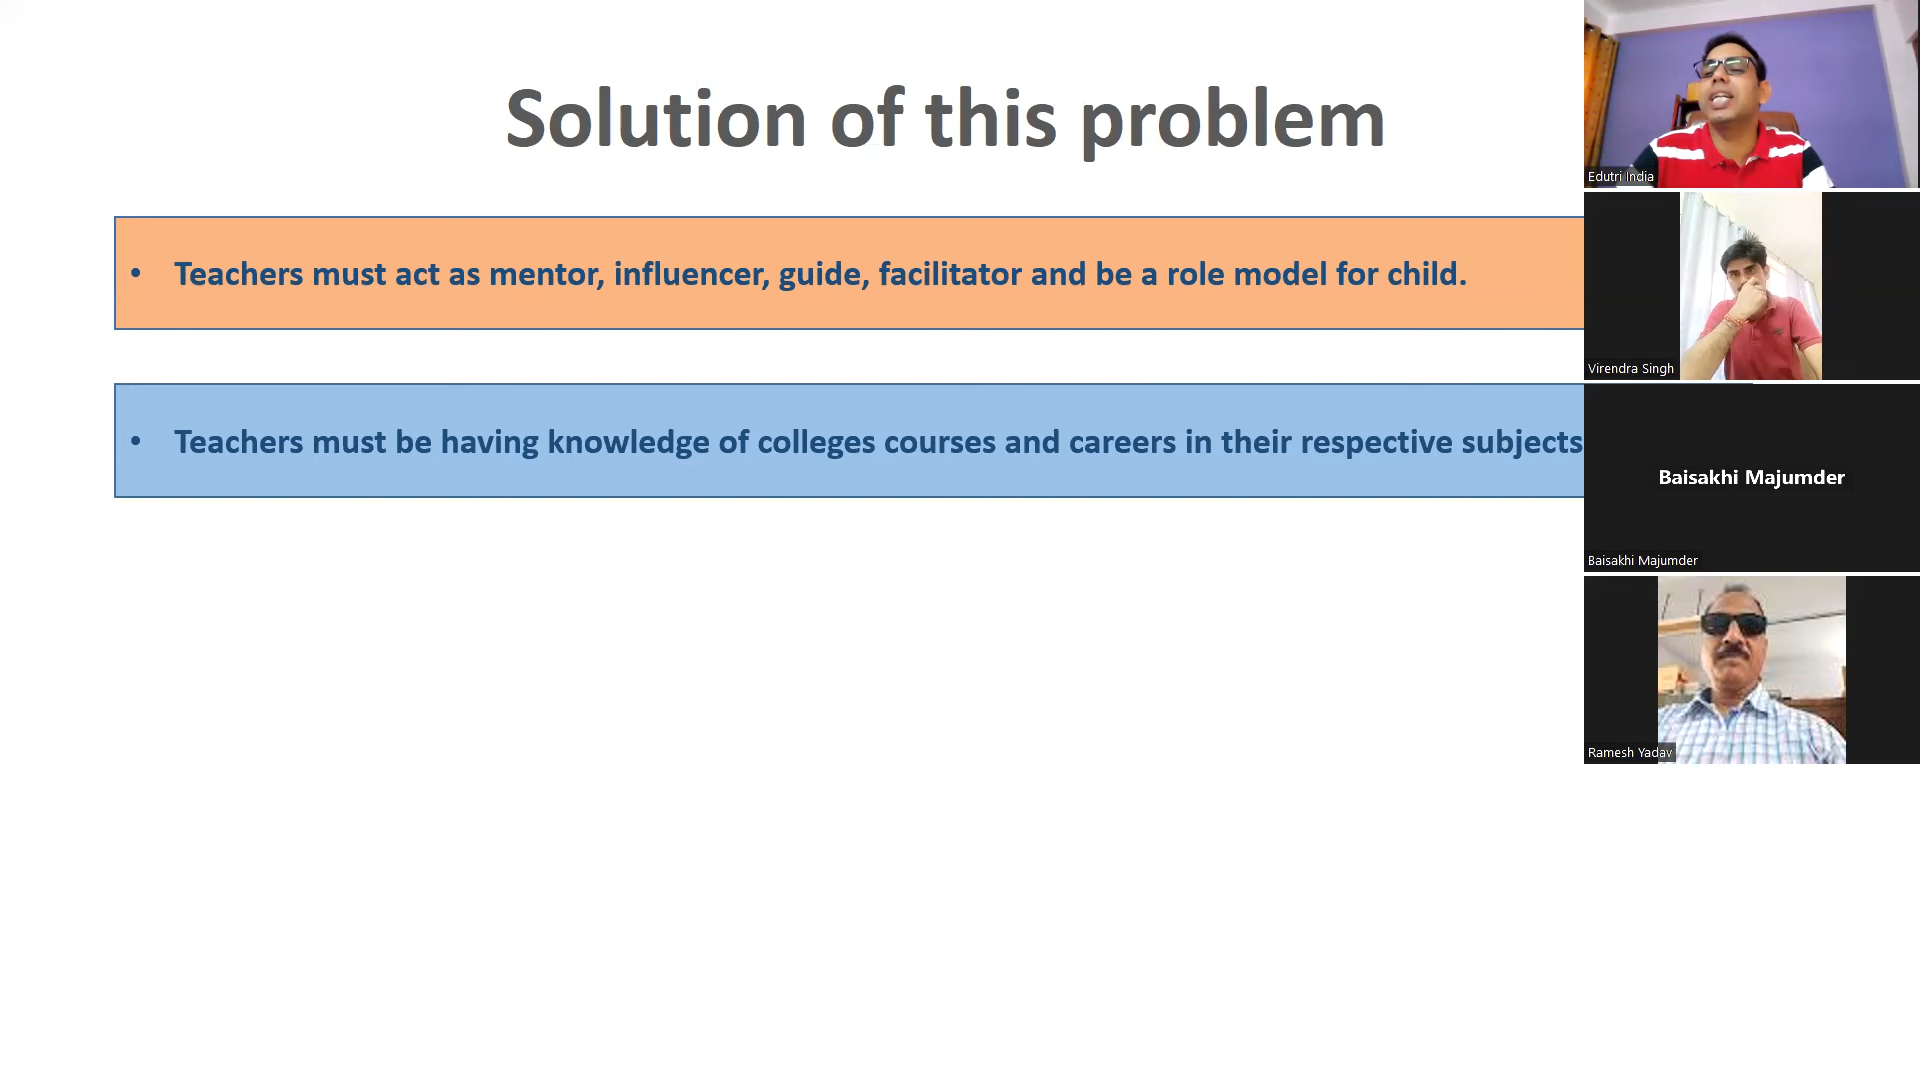 Solution of this problem
• Teachers must act as mentor, influencer, guide, facilitator and be a role model for child.
• Teachers must be having knowledge of colleges courses and careers in their respective subjects
Edutri India
Virendra Singh
Baisakhi Majumder
Baisakhi Majumder
Ramesh Yadav